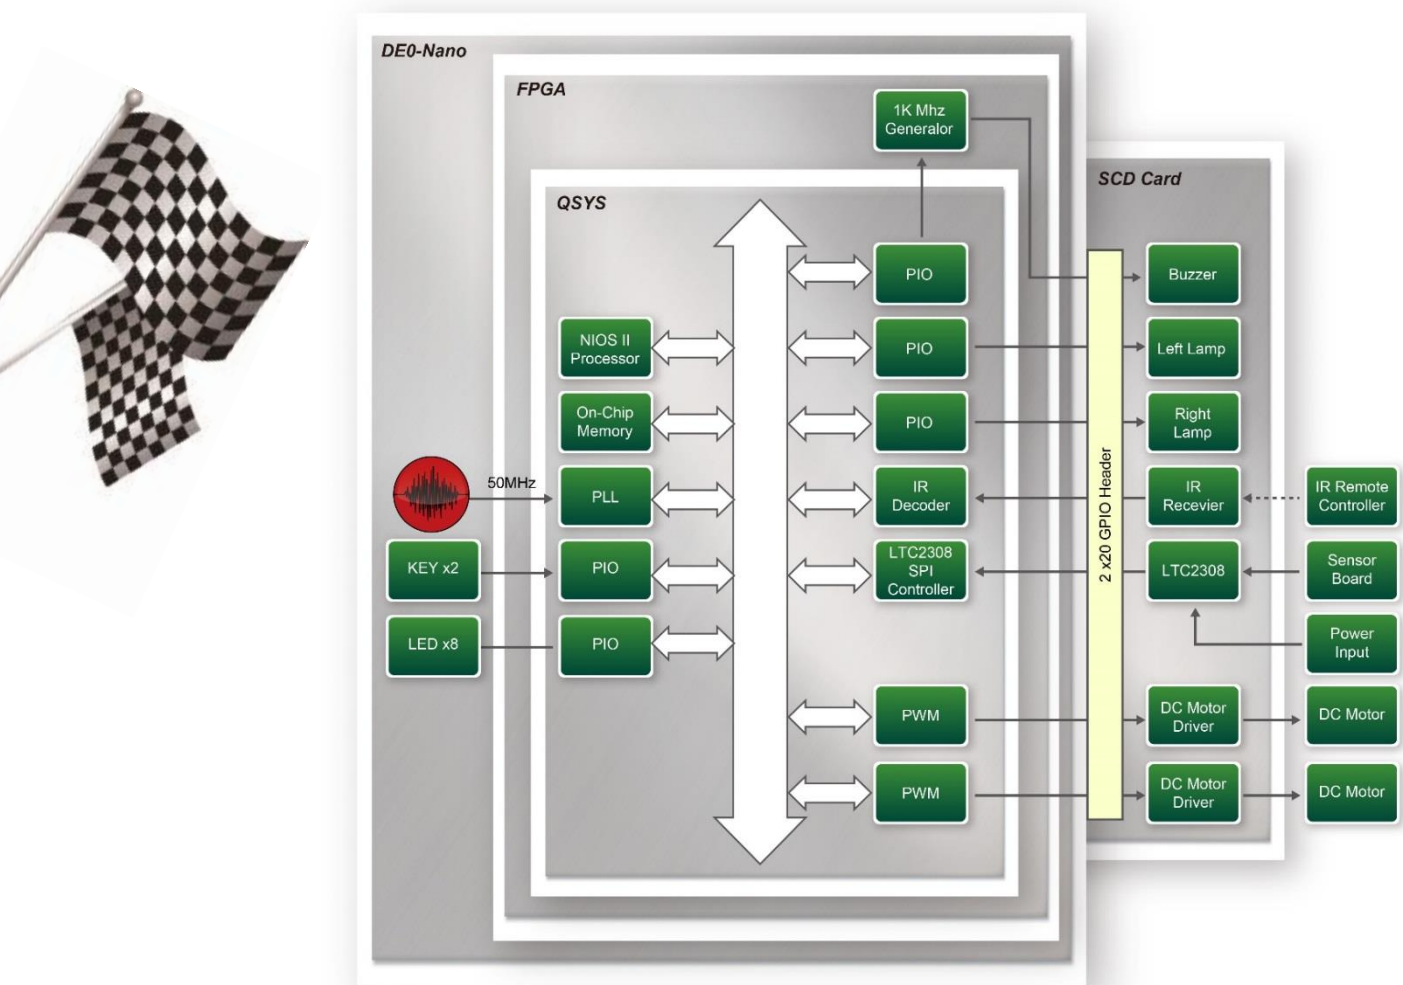 DE0-Nano
FPGA
1K Mhz
Generalor
SCD Card
QSYS
PIO
Buzzer
NIOS II
Processor
PIO
Left Lamp
On-Chip
Memory
PIO
Right
Lamp
50MHz
PLL
IR
Decoder
2 x20 GPIO Header
IR
Recevier
IR Remote
Controller
KEY x2
PIO
LTC2308
SPI
Controller
LTC2308
Sensor
Board
LED x8
PIO
Power
Input
PWM
DC Motor
Driver
DC Motor
PWM
DC Motor
Driver
DC Motor